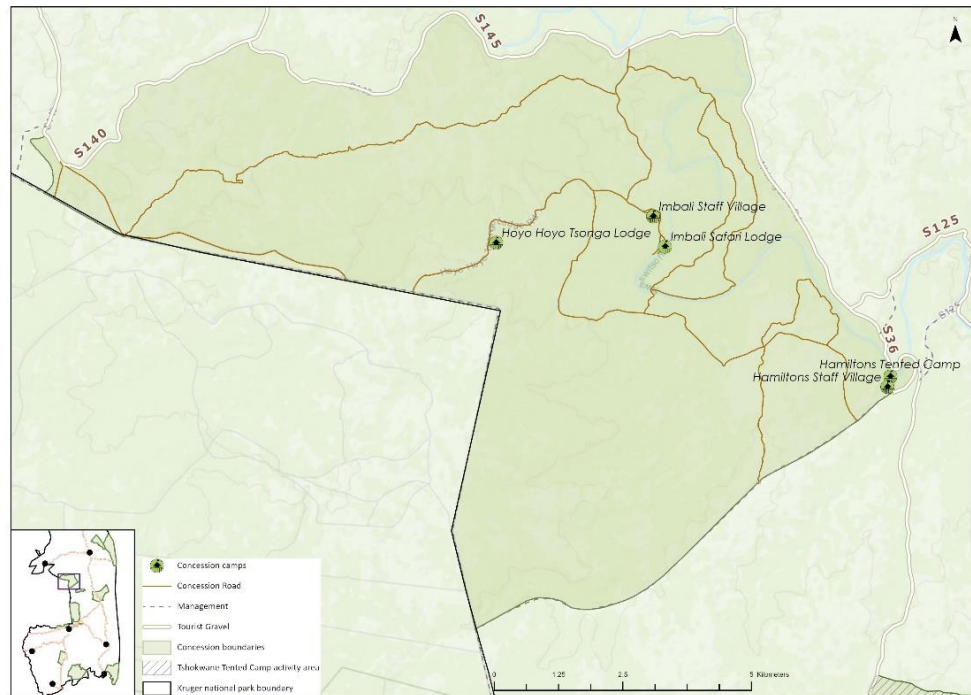 N
S145
S140
Imbali Staff Village
Hoyo Hoyo Tsonga Lodge
Imbali Safari Lodge
S125
S36
Hamiltons Tented Camp
Hamiltons Staff Village
Concession camps
Concession Road
Management
Tourist Gravel
Concession boundaries
Tshokwane Tented Camp activity area
Kruger national park boundary
0 1.25 2.5 5 Kilometers